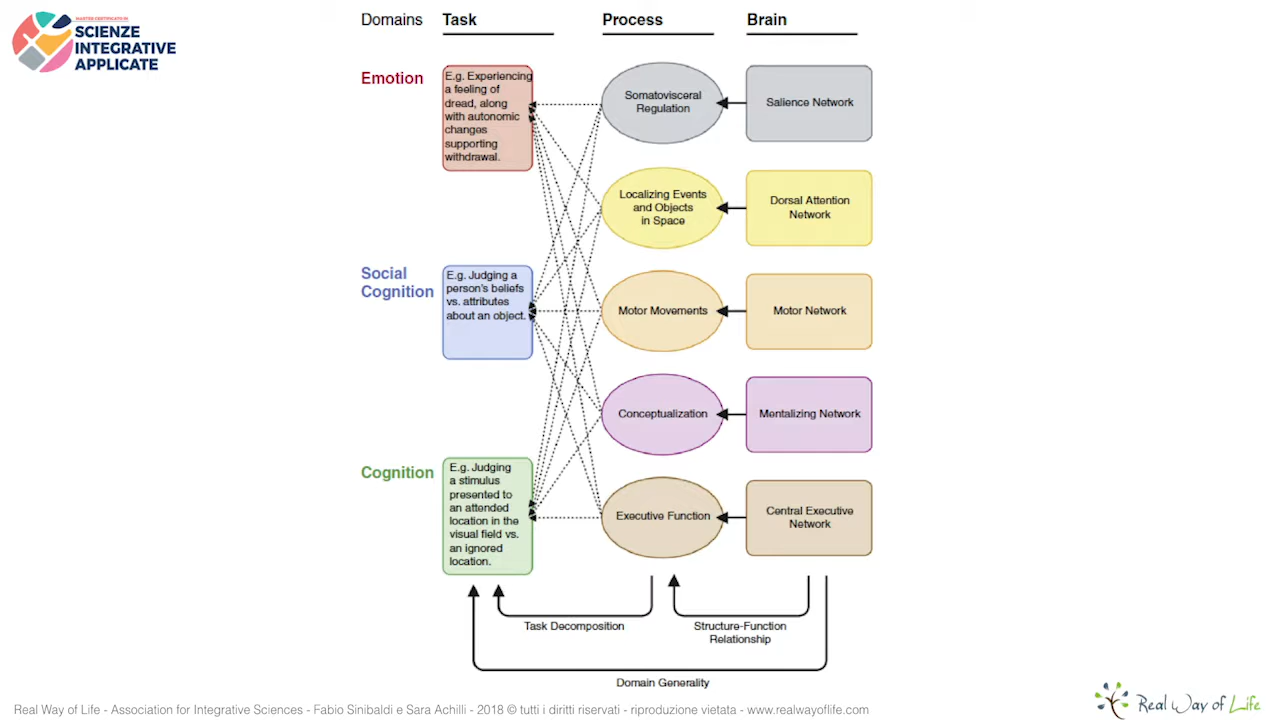 MASTER CERTIFICATE IN
SCIENZE
INTEGRATIVE
APPLICATE
Domains Task Process Brain
Emotion
E.g. Experiencing
a feeling of
dread, along
with autonomic
changes
supporting
withdrawal.
Somatovisceral
Regulation
Salience Network
Localizing Events
and Objects
in Space
Dorsal Attention
Network
Social
Cognition
E.g. Judging a
person's beliefs
vs. attributes
about an object.
Motor Movements
Motor Network
Conceptualization
Mentalizing Network
Cognition
E.g. Judging
a stimulus
presented to
an attended
location in the
visual field vs.
an ignored
location.
Executive Function
Central Executive
Network
Task Decomposition
Structure-Function
Relationship
Domain Generality
Real Way of Life - Association for Integrative Sciences - Fabio Sinibaldi e Sara Achilli - 2018 © tutti i diritti riservati - riproduzione vietata - www.realwayoflife.com
Real Way of Life